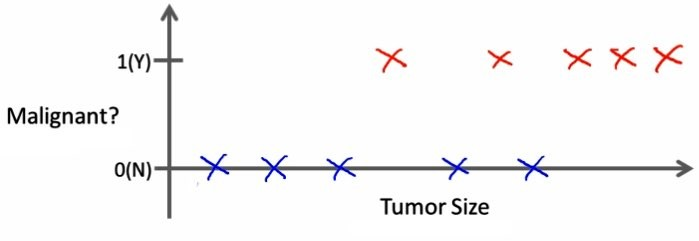 1(Y)
Malignant?
0(N)
Tumor Size